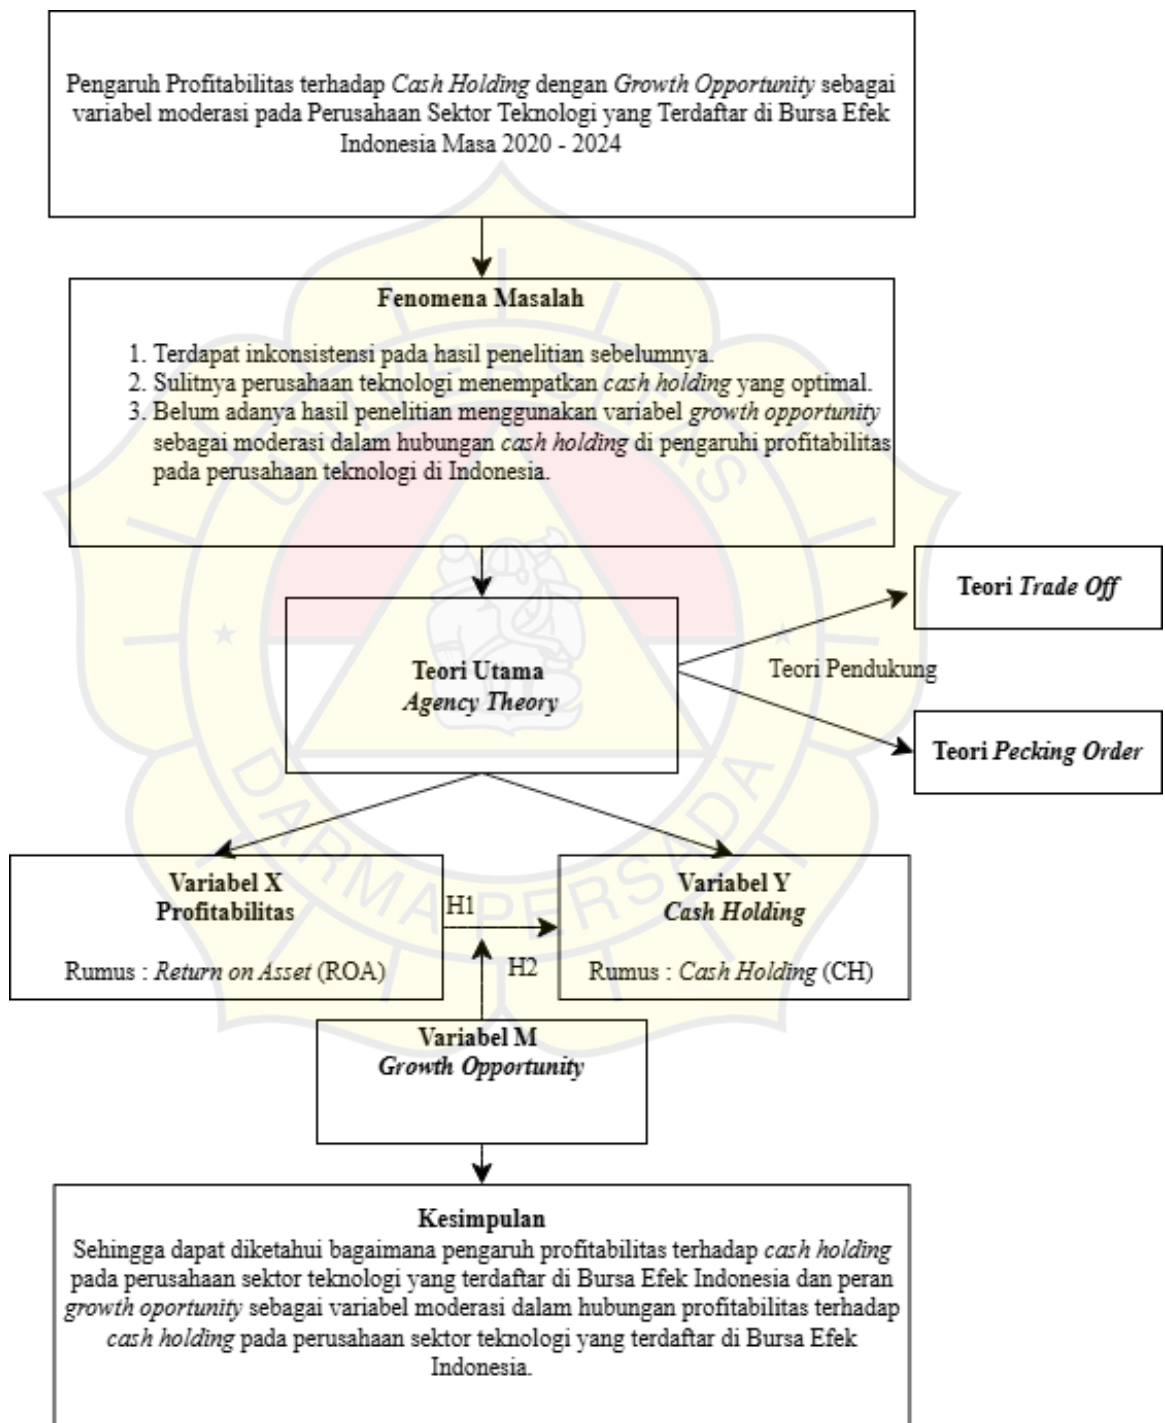 Pengaruh Profitabilitas terhadap Cash Holding dengan Growth Opportunity sebagai
variabel moderasi pada Perusahaan Sektor Teknologi yang Terdaftar di Bursa Efek
Indonesia Masa 2020 - 2024
Fenomena Masalah
1. Terdapat inkonsistensi pada hasil penelitian sebelumnya.
2. Sulitnya perusahaan teknologi menempatkan cash holding yang optimal.
3. Belum adanya hasil penelitian menggunakan variabel growth opportunity
sebagai moderasi dalam hubungan cash holding di pengaruhi profitabilitas
pada perusahaan teknologi di Indonesia.
UNIVERSITAS
Teori Trade Off
Teori Utama
Agency Theory
Teori Pendukung
Teori Pecking Order
DARMA PERSADA
Variabel X
Profitabilitas
Rumus : Return on Asset (ROA)
H1
H2
Variabel Y
Cash Holding
Rumus : Cash Holding (CH)
Variabel M
Growth Opportunity
Kesimpulan
Sehingga dapat diketahui bagaimana pengaruh profitabilitas terhadap cash holding
pada perusahaan sektor teknologi yang terdaftar di Bursa Efek Indonesia dan peran
growth oportunity sebagai variabel moderasi dalam hubungan profitabilitas terhadap
cash holding pada perusahaan sektor teknologi yang terdaftar di Bursa Efek
Indonesia.